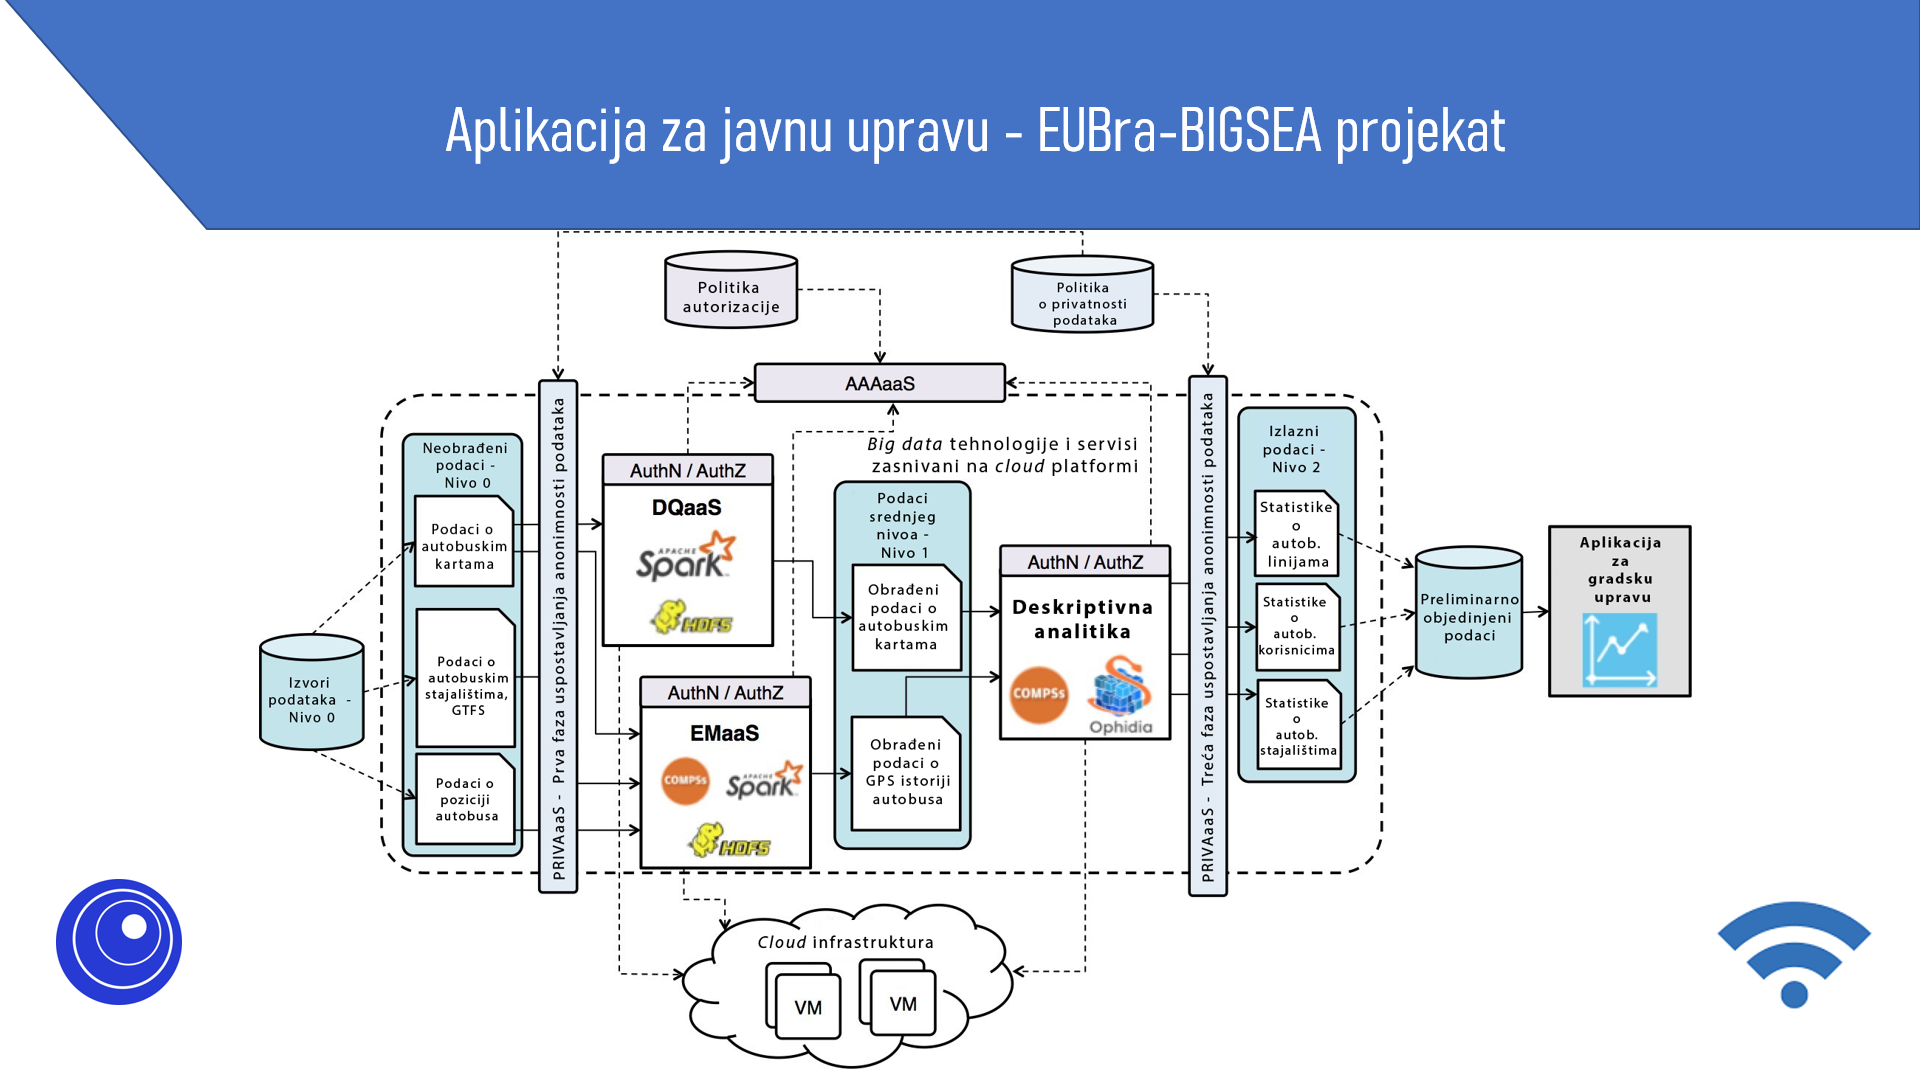 Aplikacija za javnu upravu - EUBra-BIGSEA projekat
Politika
autorizacije
Politika
o privatnosti
podataka
AAAaaS
Big data tehnologije i servisi
zasnivani na cloud platformi
Izvori
podataka -
Nivo 0
Neobrađeni
podaci -
Nivo 0
Podaci o
autobuskim
kartama
Podaci o
autobuskim
stajalištima,
GTFS
Podaci o
poziciji
autobusa
PRIVAaaS - Prva faza uspostavljanja anonimnosti podataka
AuthN / AuthZ
DQaaS
APACHE
Spark
HDFS
AuthN / AuthZ
EMaaS
COMPSs
APACHE
Spark
HDFS
Podaci
srednjeg
nivoa -
Nivo 1
Obrađeni
podaci o
autobuskim
kartama
Obrađeni
podaci o
GPS istoriji
autobusa
AuthN / AuthZ
Deskriptivna
analitika
COMPSs
Ophidia
PRIVAaaS - Treća faza uspostavljanja anonimnosti podataka
Izlazni
podaci -
Nivo 2
Statistike
o
autob.
linijama
Statistike
o
autob.
korisnicima
Statistike
o
autob.
stajalištima
Preliminarno
objedinjeni
podaci
Aplikacija
za
gradsku
upravu
Cloud infrastruktura
VM
VM